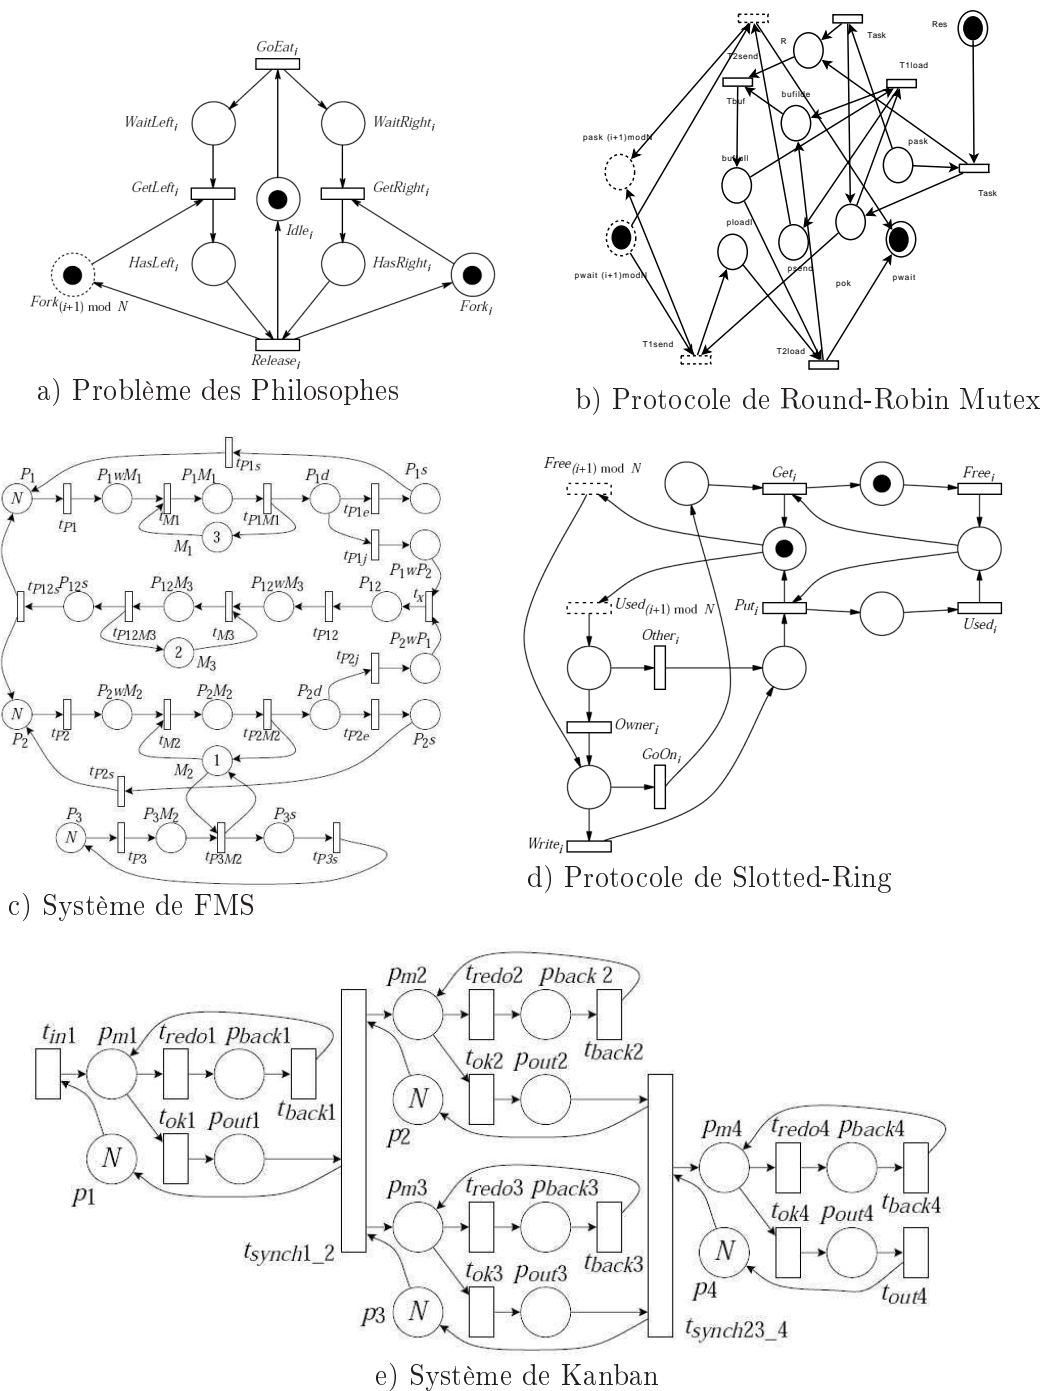 GoEat_i
WaitLeft_i
WaitRight_i
GetLeft_i
GetRight_i
Idle_i
HasLeft_i
HasRight_i
Fork_(i+1) mod N
Fork_i
Release_i
a) Problème des Philosophes
R
Task
Res
T2send
T1load
Tbuf
bufilde
pask (i+1)modN
pask
bufull
Task
ploadl
psend
pwait (i+1)modN
pok
pwait
T1send
T2load
b) Protocole de Round-Robin Mutex
t_P1s
P_1
P_1wM_1
P_1M_1
P_1d
P_1s
N
t_P1
t_M1
t_P1M1
t_P1e
M_1
3
t_P1j
P_1wP_2
t_P12s
P_12s
P_12M_3
P_12wM_3
P_12
t_x
t_P12M3
t_M3
t_P12
2
M_3
P_2wP_1
t_P2j
P_2wM_2
P_2M_2
P_2d
N
P_2
t_P2
t_M2
t_P2M2
t_P2e
P_2s
M_2
1
t_P2s
P_3
P_3M_2
P_3s
N
t_P3
t_P3M2
t_P3s
c) Système de FMS
Free_(i+1) mod N
Get_i
Free_i
Used_(i+1) mod N
Put_i
Used_i
Other_i
Owner_i
GoOn_i
Write_i
d) Protocole de Slotted-Ring
t_in1
p_m1
t_redo1
p_back1
t_ok1
p_out1
t_back1
N
p1
t_synch1_2
p_m2
t_redo2
p_back 2
t_ok2
p_out2
t_back2
N
p2
p_m3
t_redo3
p_back3
t_ok3
p_out3
t_back3
N
p3
t_synch23_4
p_m4
t_redo4
p_back4
t_ok4
p_out4
t_back4
N
p4
t_out4
e) Système de Kanban